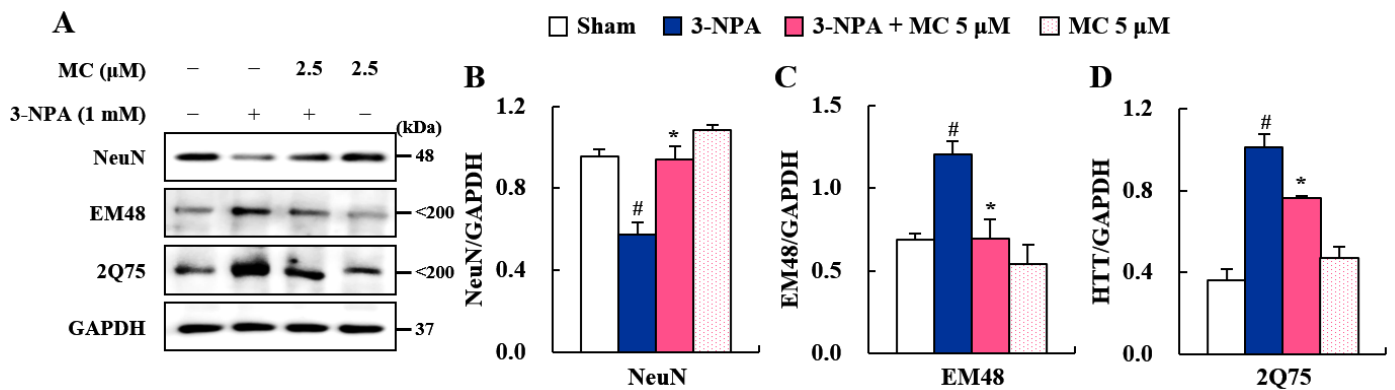 A
Sham 3-NPA 3-NPA + MC 5 μM MC 5 μM
MC (μM) – – 2.5 2.5
3-NPA (1 mM) – + + –
(kDa)
NeuN 48
EM48 <200
2Q75 <200
GAPDH 37
B
NeuN/GAPDH
1.2
0.8
0.4
0.0
#
*
NeuN
C
EM48/GAPDH
1.5
1.0
0.5
0.0
#
*
EM48
D
HTT/GAPDH
1.2
0.8
0.4
0.0
#
*
2Q75